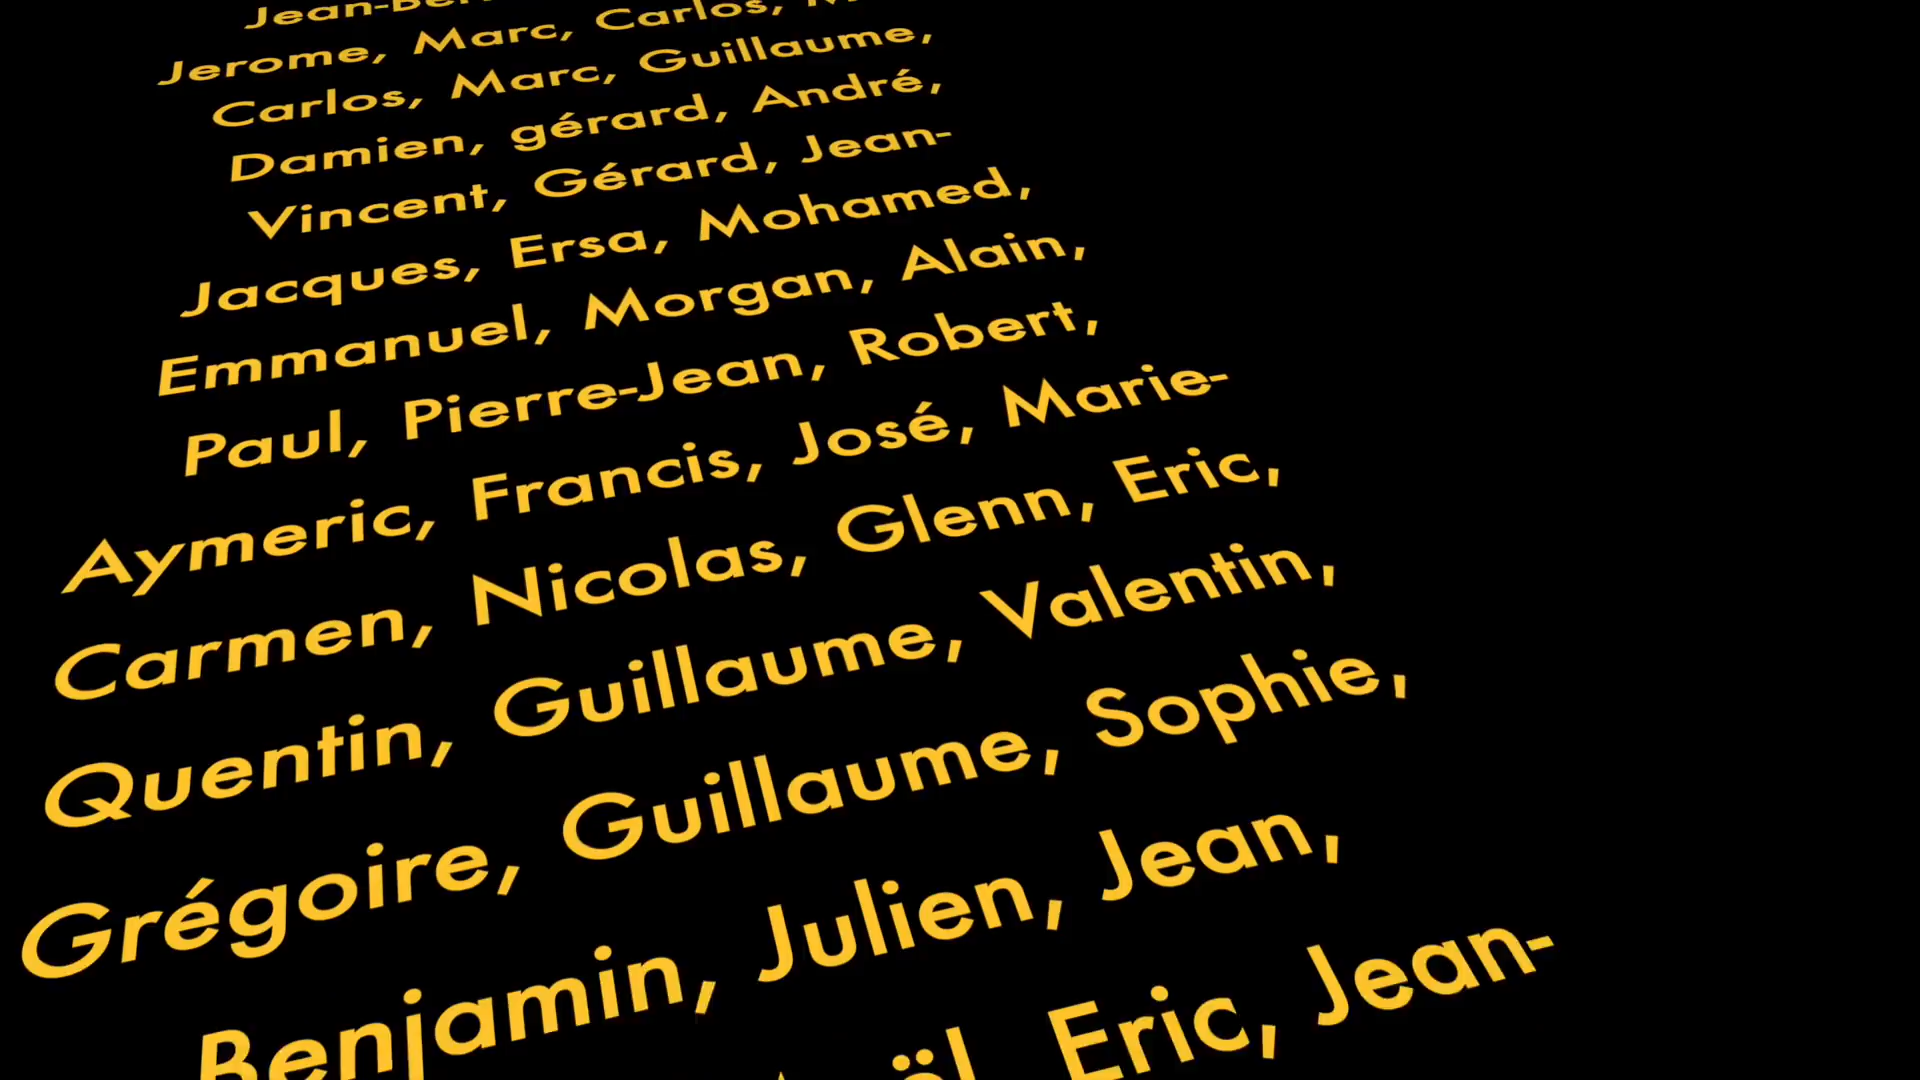 Jerome, Marc, Carlos,
Carlos, Marc, Guillaume,
Damien, gérard, André,
Vincent, Gérard, Jean-
Jacques, Ersa, Mohamed,
Emmanuel, Morgan, Alain,
Paul, Pierre-Jean, Robert,
Aymeric, Francis, José, Marie-
Carmen, Nicolas, Glenn, Eric,
Quentin, Guillaume, Valentin,
Grégoire, Guillaume, Sophie,
Benjamin, Julien, Jean,
Eric, Jean-